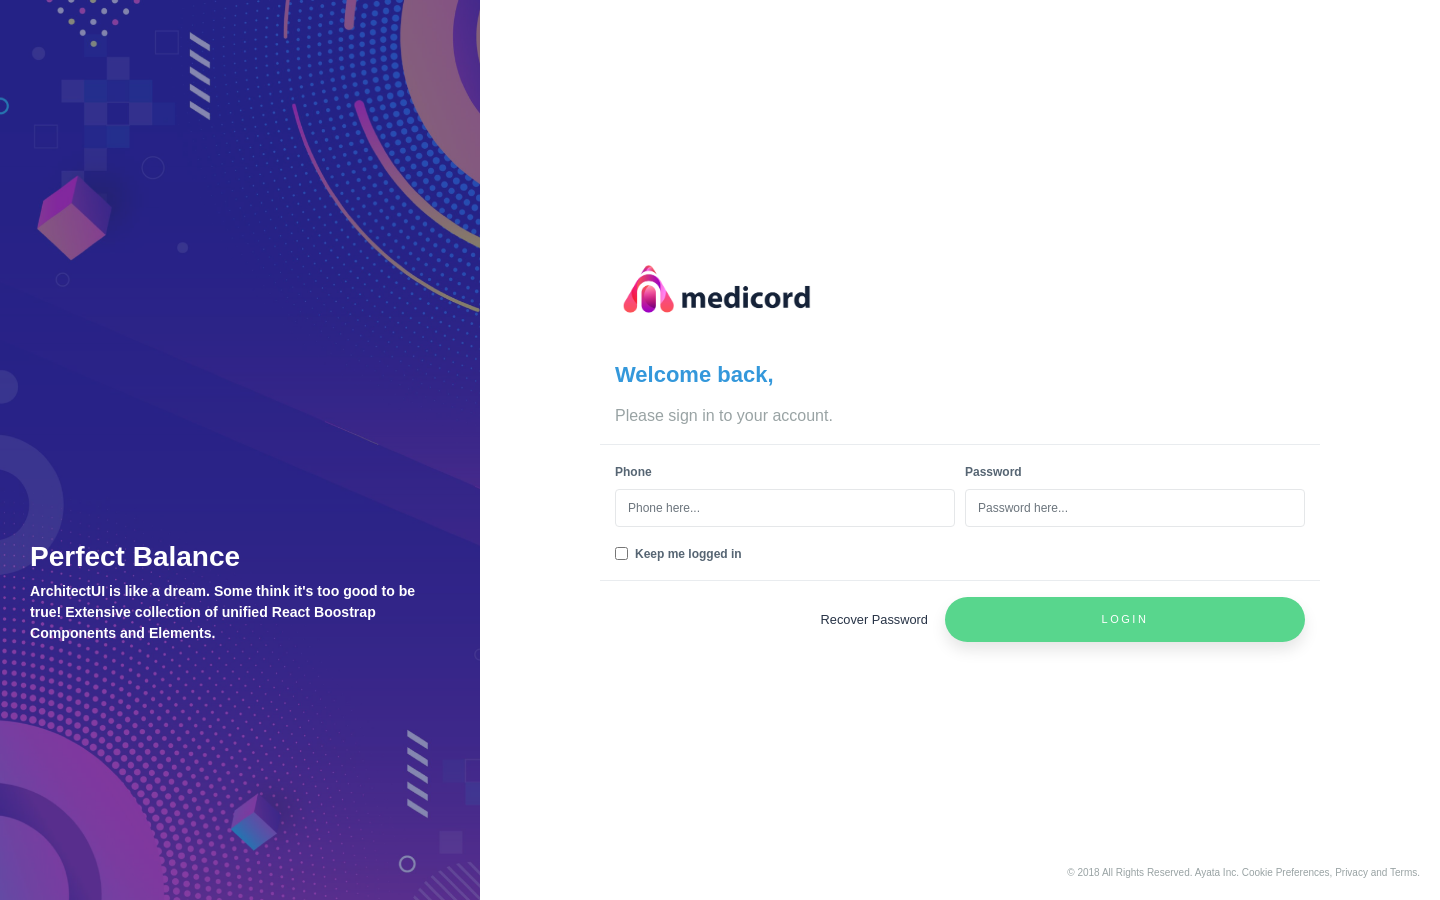 Perfect Balance
ArchitectUI is like a dream. Some think it's too good to be
true! Extensive collection of unified React Boostrap
Components and Elements.
medicord
Welcome back,
Please sign in to your account.
Phone
Password
Phone here...
Password here...
Keep me logged in
Recover Password
LOGIN
© 2018 All Rights Reserved. Ayata Inc. Cookie Preferences, Privacy and Terms.